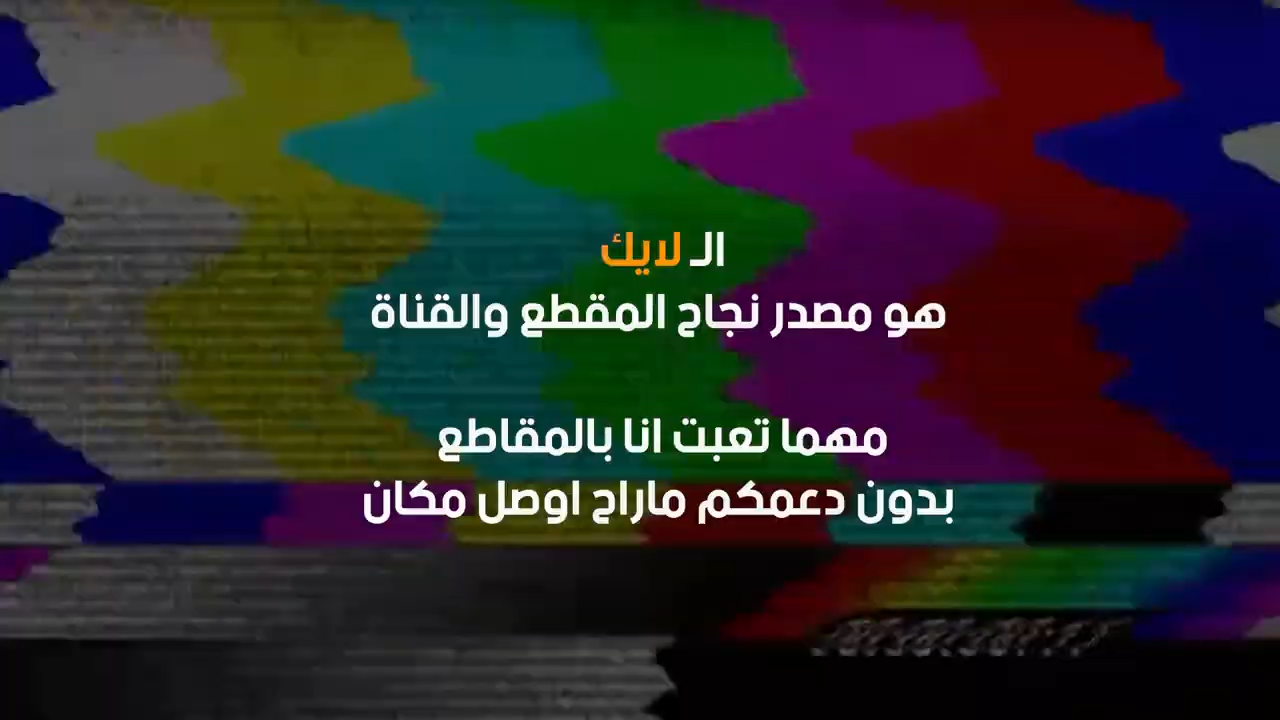 الـ لايك
هو مصدر نجاح المقطع والقناة
مهما تعبت انا بالمقاطع
بدون دعمكم ماراح اوصل مكان